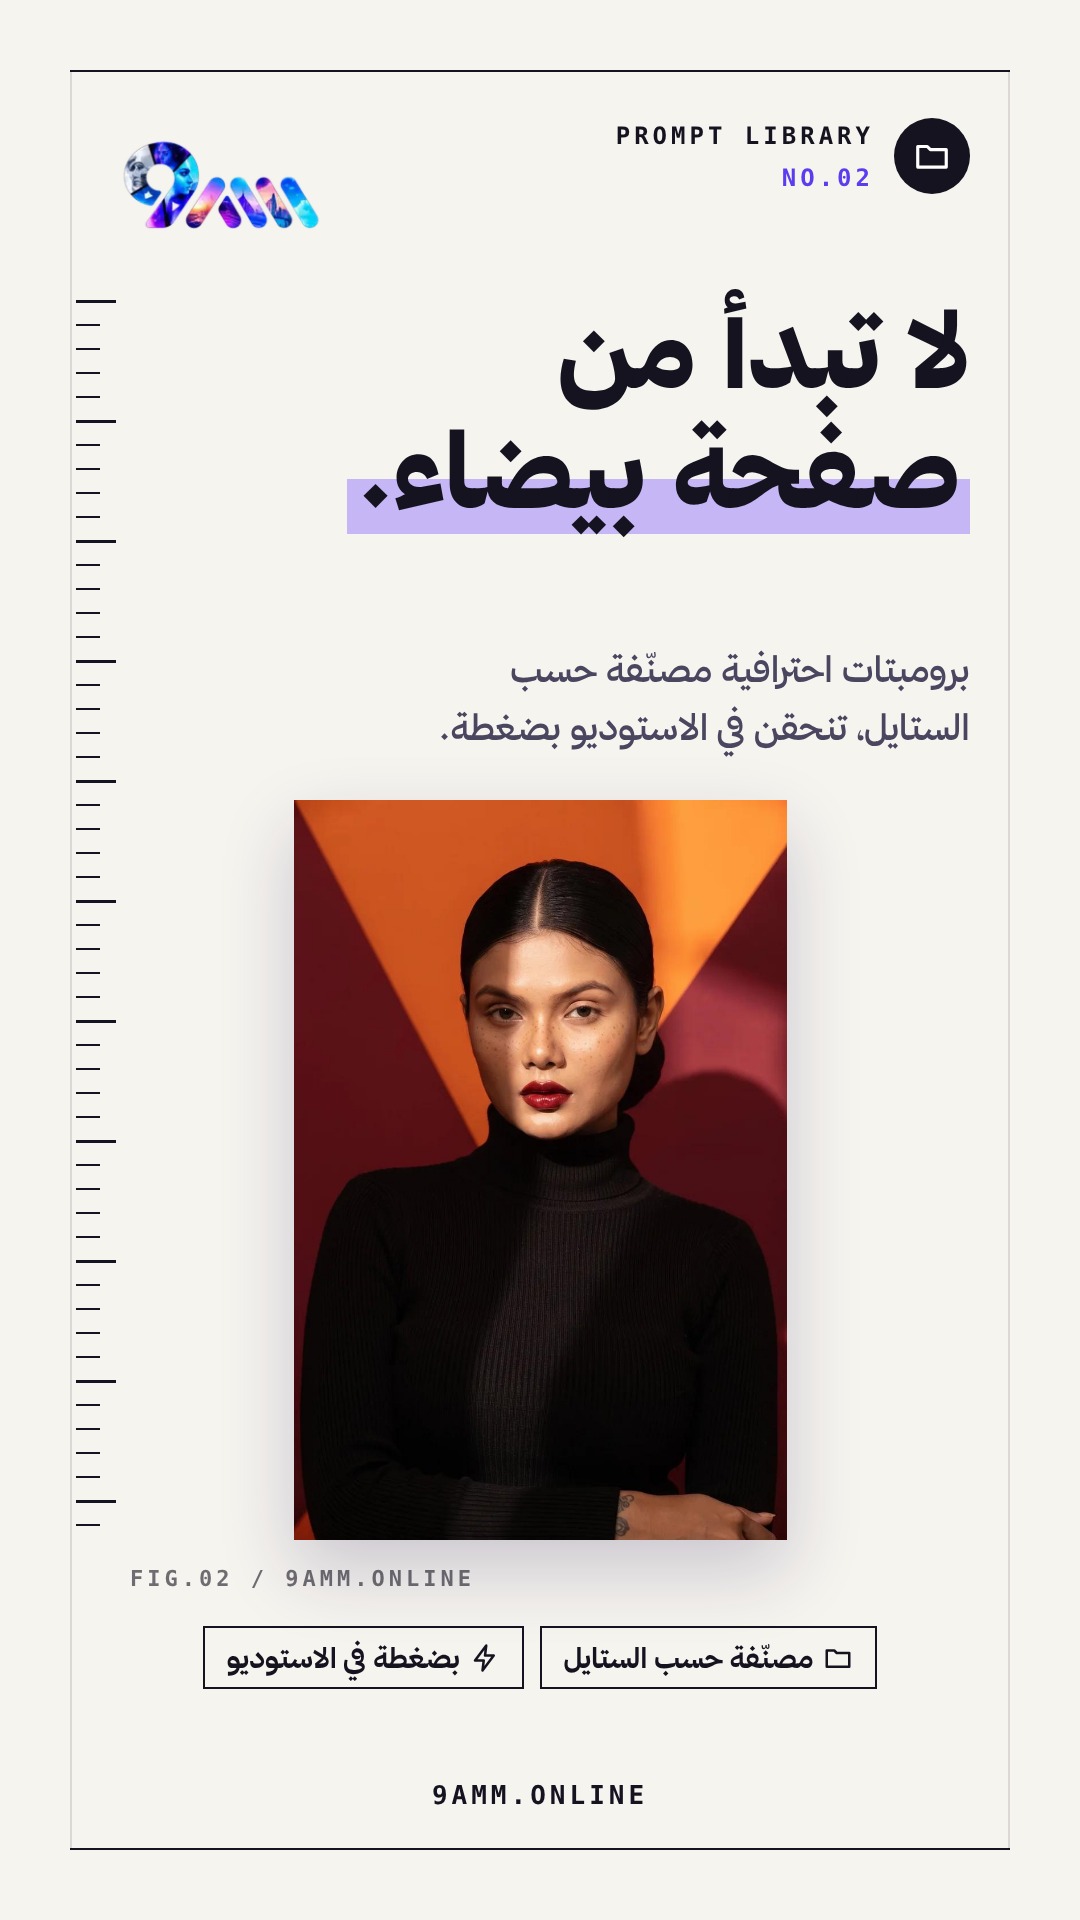 9amm
PROMPT LIBRARY
NO.02
لا تبدأ من
صفحة بيضاء.
برومبتات احترافية مصنّفة حسب
الستايل، تنحقن في الاستوديو بضغطة.
FIG.02 / 9AMM.ONLINE
مصنّفة حسب الستايل
بضغطة في الاستوديو
9AMM.ONLINE